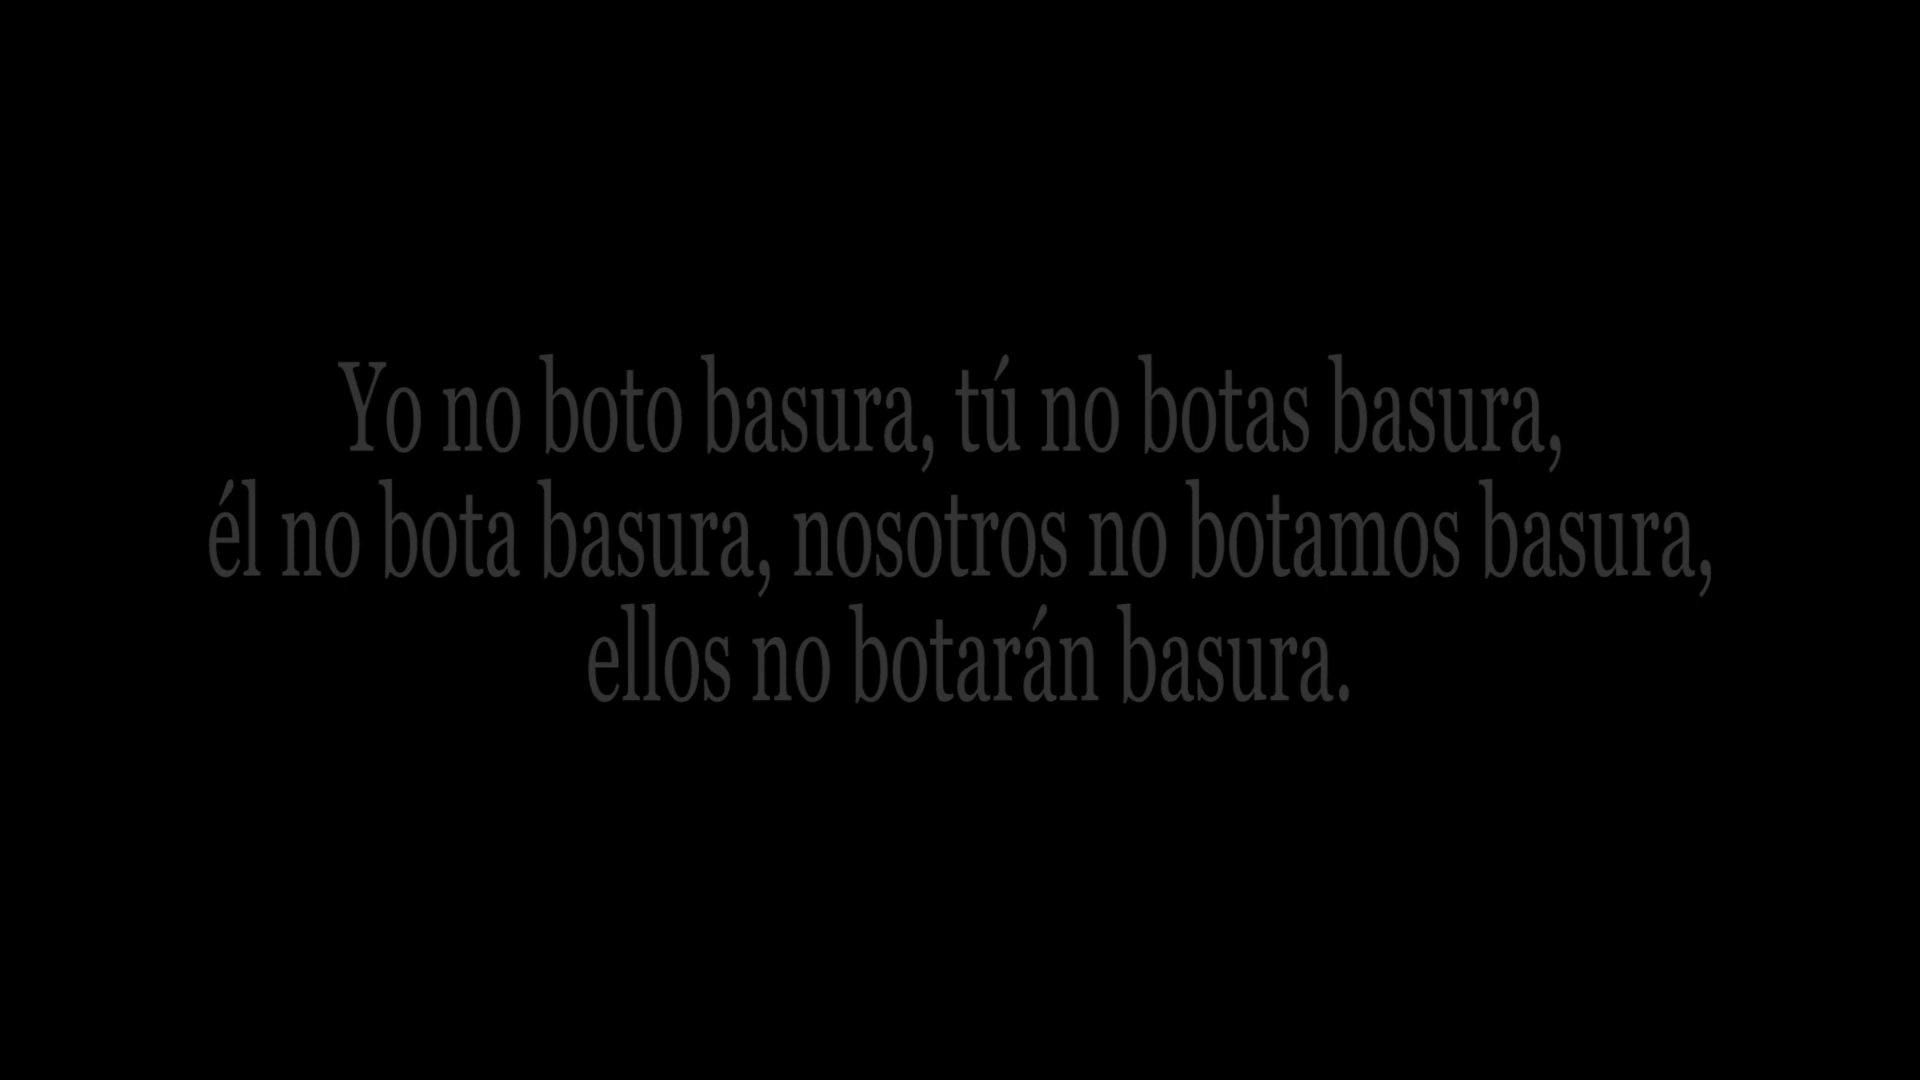 Yo no boto basura, tú no botas basura,
él no bota basura, nosotros no botamos basura,
ellos no botarán basura.